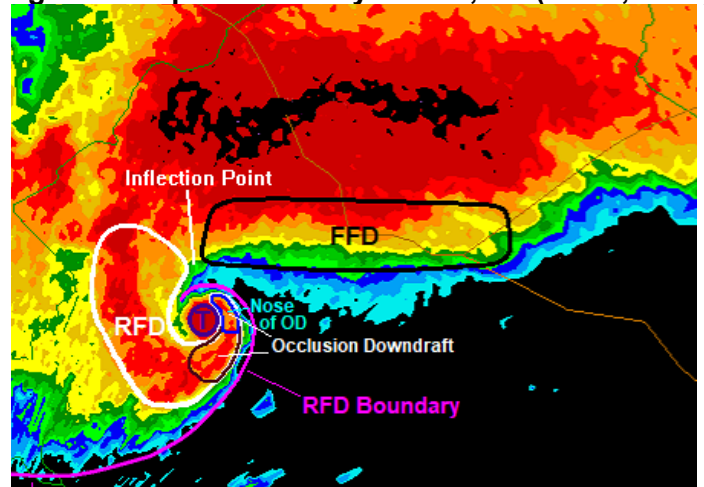 Inflection Point
FFD
RFD
T
Nose
of OD
Occlusion Downdraft
RFD Boundary